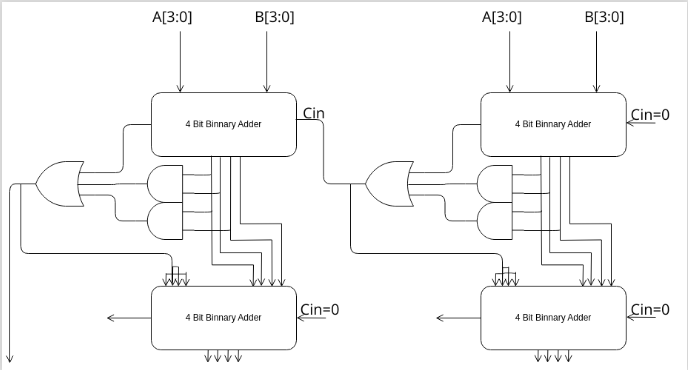 A[3:0] B[3:0] A[3:0] B[3:0]
4 Bit Binnary Adder Cin 4 Bit Binnary Adder Cin=0
4 Bit Binnary Adder Cin=0 4 Bit Binnary Adder Cin=0